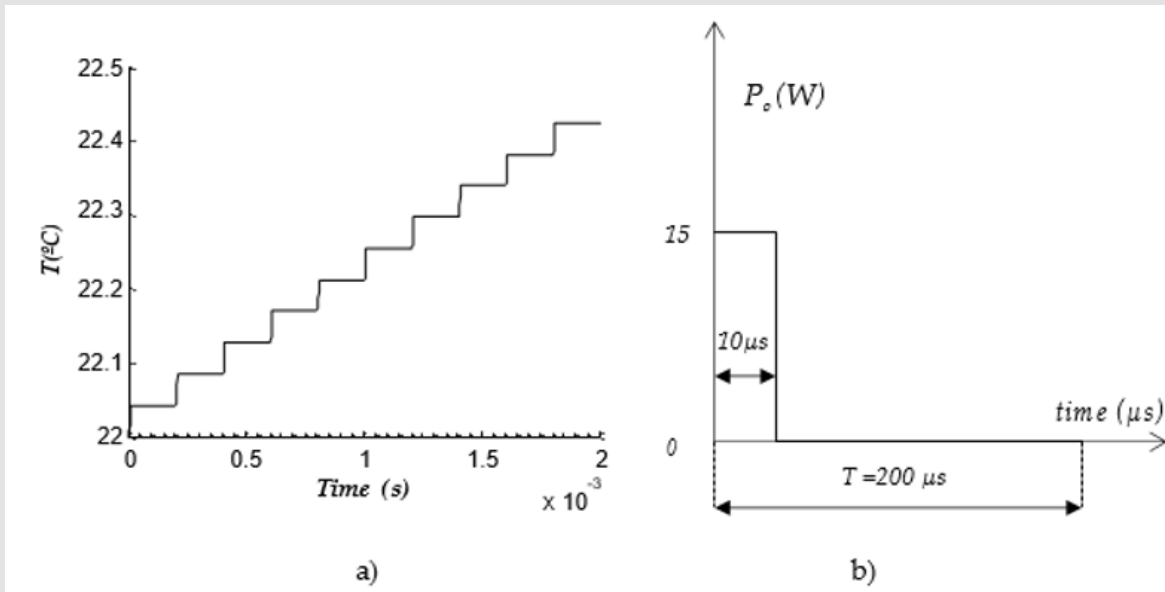 22.5
22.4
22.3
22.2
22.1
22
T(ºC)
0 0.5 1 1.5 2
Time (s)
x 10-3
a)
Pₒ(W)
15
10µs
time (µs)
0
T =200 µs
b)